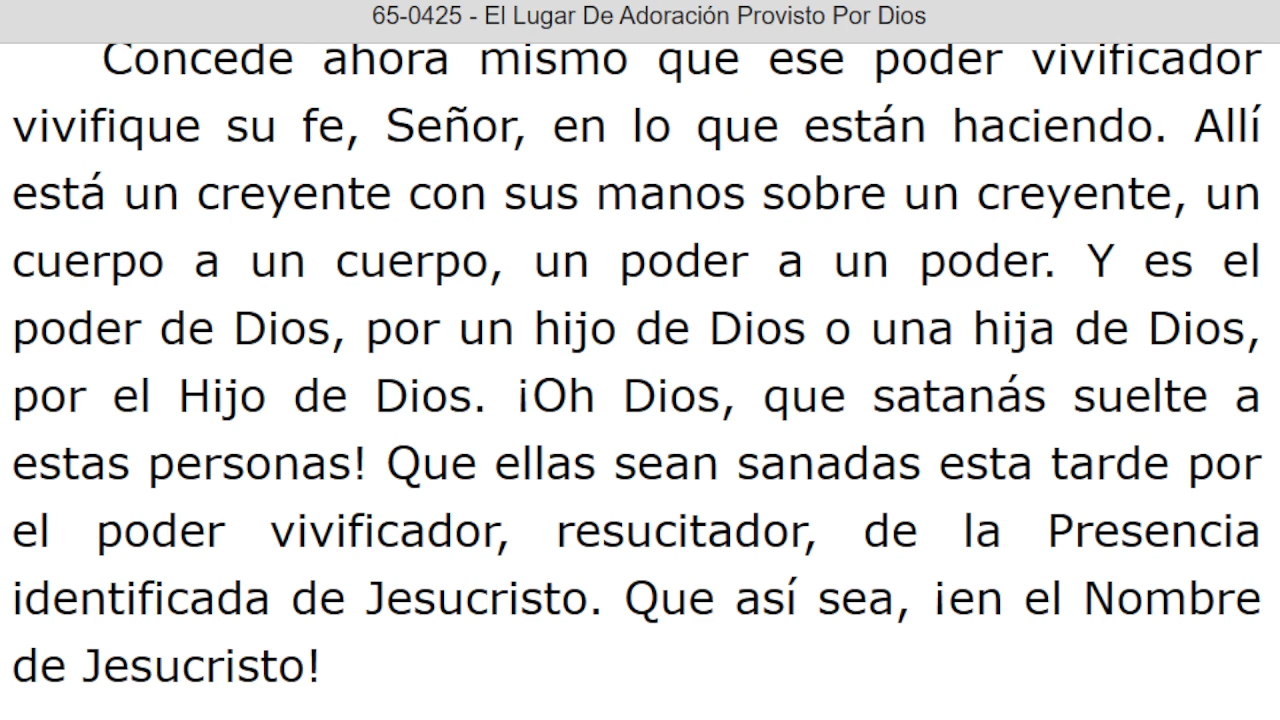 65-0425 - El Lugar De Adoración Provisto Por Dios
Concede ahora mismo que ese poder vivificador
vivifique su fe, Señor, en lo que están haciendo. Allí
está un creyente con sus manos sobre un creyente, un
cuerpo a un cuerpo, un poder a un poder. Y es el
poder de Dios, por un hijo de Dios o una hija de Dios,
por el Hijo de Dios. ¡Oh Dios, que satanás suelte a
estas personas! Que ellas sean sanadas esta tarde por
el poder vivificador, resucitador, de la Presencia
identificada de Jesucristo. Que así sea, ¡en el Nombre
de Jesucristo!